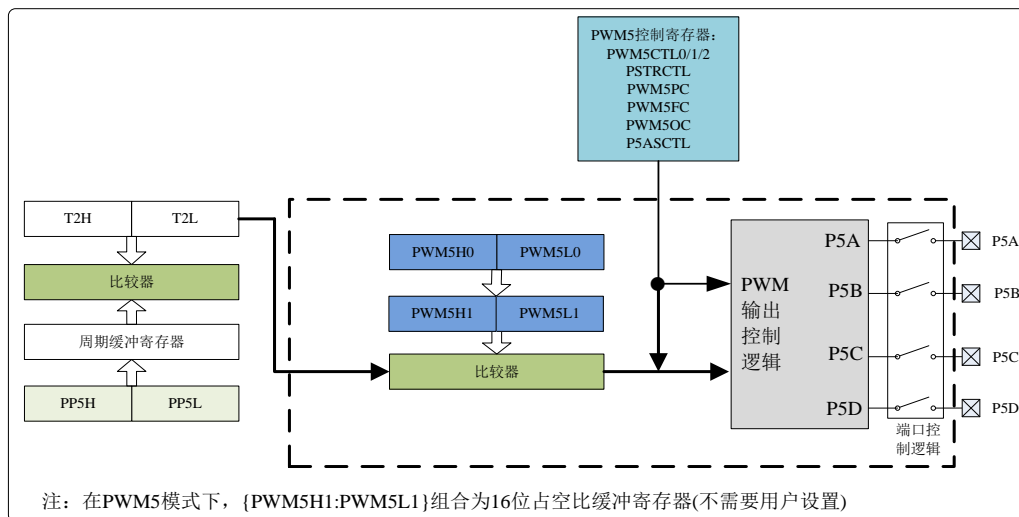 PWM5控制寄存器：
PWM5CTL0/1/2
PSTRCTL
PWM5PC
PWM5FC
PWM5OC
P5ASCTL
T2H T2L
比较器
周期缓冲寄存器
PP5H PP5L
PWM5H0 PWM5L0
PWM5H1 PWM5L1
比较器
PWM
输出
控制
逻辑
P5A
P5B
P5C
P5D
端口控
制逻辑
P5A
P5B
P5C
P5D
注：在PWM5模式下，{PWM5H1:PWM5L1}组合为16位占空比缓冲寄存器(不需要用户设置)